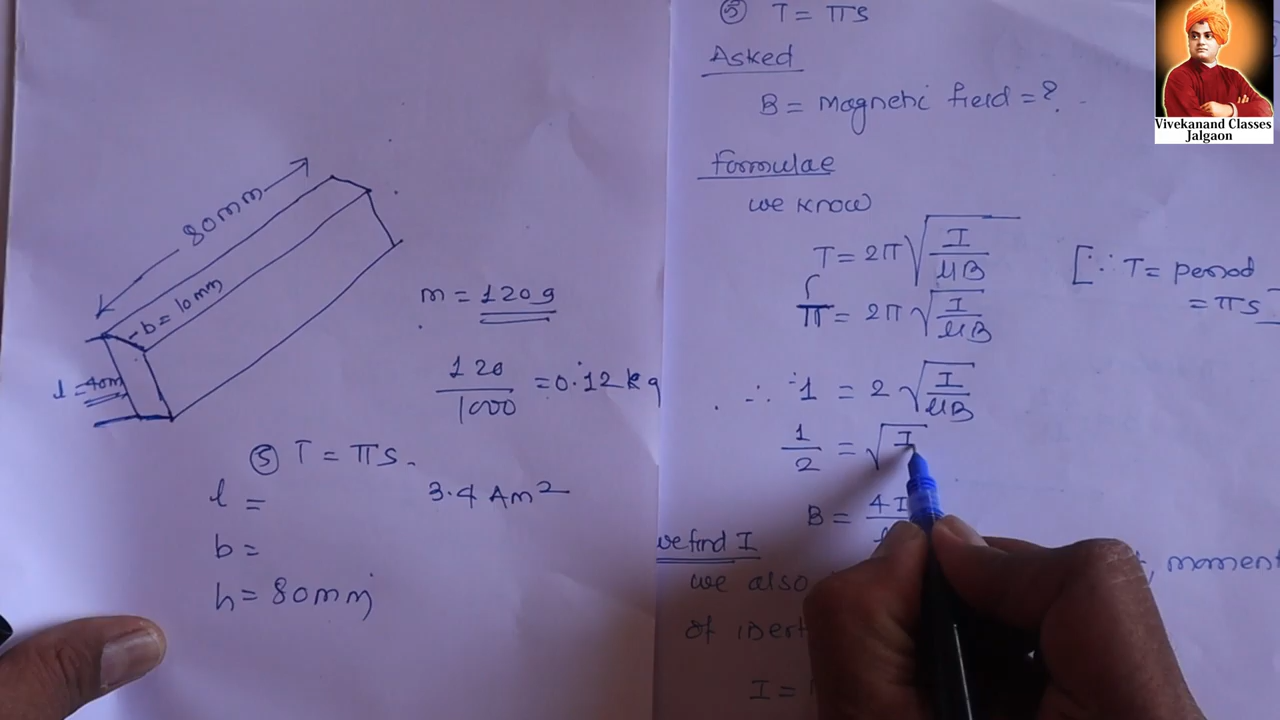 80mm
b = 10mm
m = 120g
120
1000
= 0.12 kg
⑤ T = πs.
l =
b =
h = 80mm
3.4 Am²
⑤ T = πs
Asked
B = Magnetic field = ?
Formulae
we know
T = 2π√(I/μB)
[∵ T = period
= πs]
π = 2π√(I/μB)
∴ 1 = 2√(I/μB)
1/2 = √I
B = 4I
we find I
we also
, moment
of
I =
Vivekanand Classes
Jalgaon